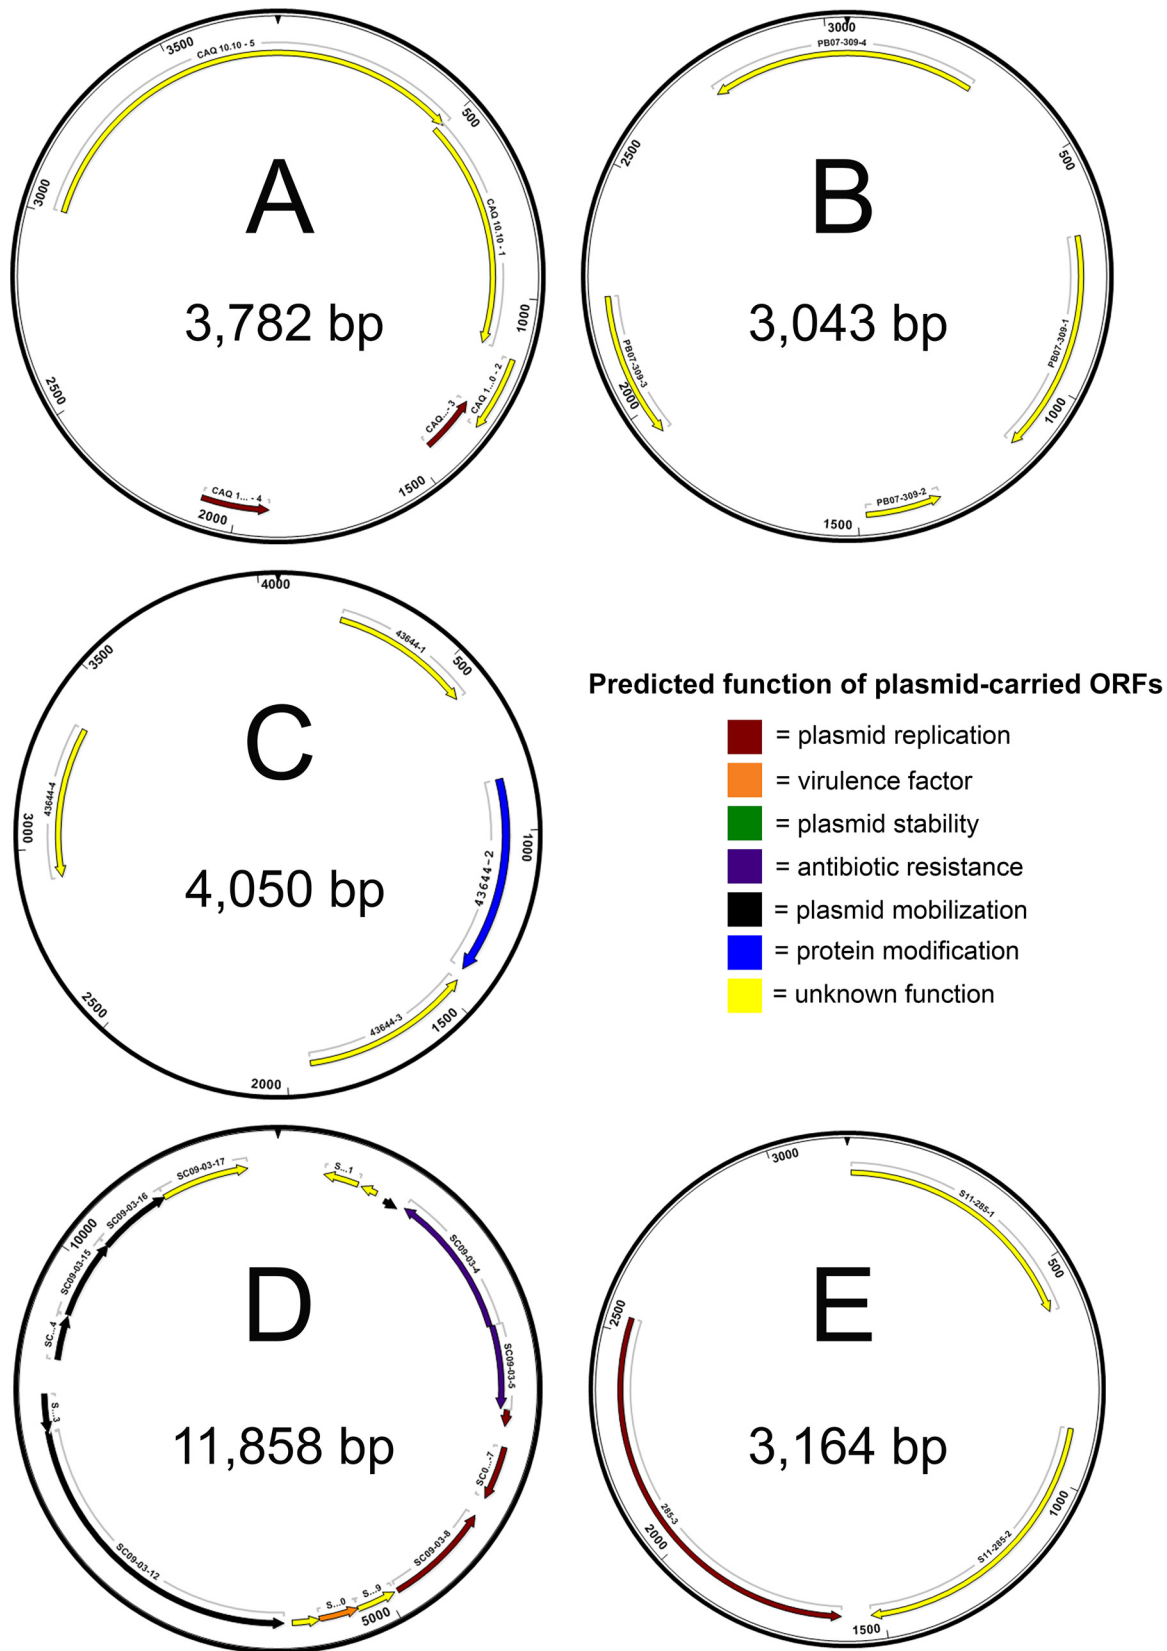 3500
CAQ 10.10 - 5
500
3000
CAQ 10.10 - 1
A
3,782 bp
1000
CAQ 1...0 - 2
CAQ... - 3
2500
1500
CAQ 1... - 4
2000
3000
PB07-309-4
500
2500
B
3,043 bp
PB07-309-1
PB07-309-3
2000
1000
PB07-309-2
1500
4000
43644-1
500
3500
C
43644-4
3000
1000
43644-2
4,050 bp
2500
43644-3
1500
2000
Predicted function of plasmid-carried ORFs
= plasmid replication
= virulence factor
= plasmid stability
= antibiotic resistance
= plasmid mobilization
= protein modification
= unknown function
SC09-03-17
S...1
SC09-03-16
10000
SC09-03-15
SC09-03-4
D
SC...4
SC09-03-5
S...3
11,858 bp
SC0...-7
SC09-03-8
SC09-03-12
S...0
S...9
5000
3000
S11-285-1
500
2500
E
3,164 bp
1000
285-3
2000
S11-285-2
1500